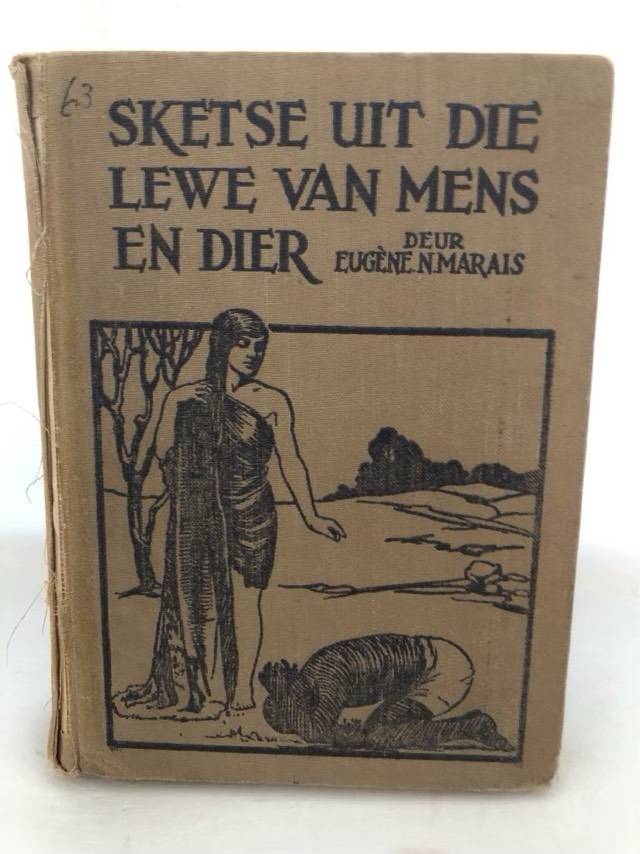 63
SKETSE UIT DIE
LEWE VAN MENS
EN DIER DEUR
EUGÈNE.N.MARAIS